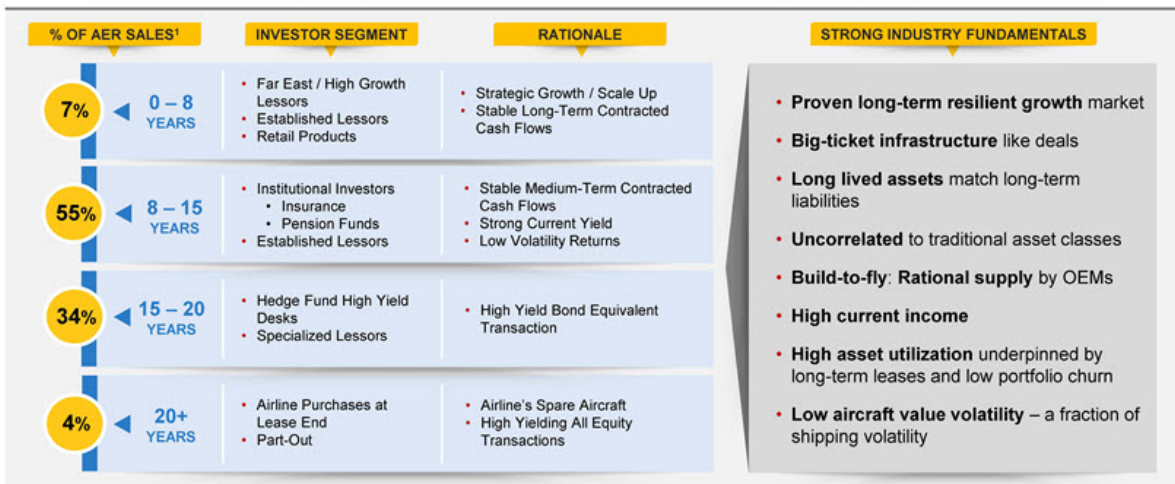 % OF AER SALES¹
INVESTOR SEGMENT
RATIONALE
STRONG INDUSTRY FUNDAMENTALS
7%
0 – 8
YEARS
• Far East / High Growth
Lessors
• Established Lessors
• Retail Products
• Strategic Growth / Scale Up
• Stable Long-Term Contracted
Cash Flows
55%
8 – 15
YEARS
• Institutional Investors
• Insurance
• Pension Funds
• Established Lessors
• Stable Medium-Term Contracted
Cash Flows
• Strong Current Yield
• Low Volatility Returns
34%
15 – 20
YEARS
• Hedge Fund High Yield
Desks
• Specialized Lessors
• High Yield Bond Equivalent
Transaction
4%
20+
YEARS
• Airline Purchases at
Lease End
• Part-Out
• Airline's Spare Aircraft
• High Yielding All Equity
Transactions
• Proven long-term resilient growth market
• Big-ticket infrastructure like deals
• Long lived assets match long-term
liabilities
• Uncorrelated to traditional asset classes
• Build-to-fly: Rational supply by OEMs
• High current income
• High asset utilization underpinned by
long-term leases and low portfolio churn
• Low aircraft value volatility – a fraction of
shipping volatility